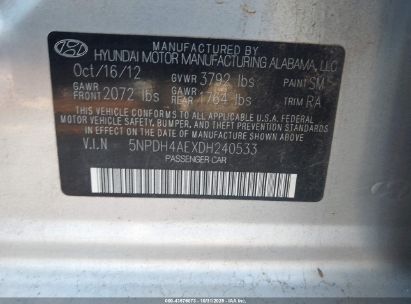 MANUFACTURED BY
HYUNDAI MOTOR MANUFACTURING ALABAMA, LLC
Oct/16/12 GVWR 3792 lbs PAINT SM
GAWR FRONT 2072 lbs GAWR REAR 1764 lbs TRIM RA
THIS VEHICLE CONFORMS TO ALL APPLICABLE FEDERAL
MOTOR VEHICLE SAFETY, BUMPER, AND THEFT PREVENTION
STANDARDS IN EFFECT ON THE DATE OF MANUFACTURE
SHOWN ABOVE.
V.I.N 5NPDH4AEXDH240533
PASSENGER CAR